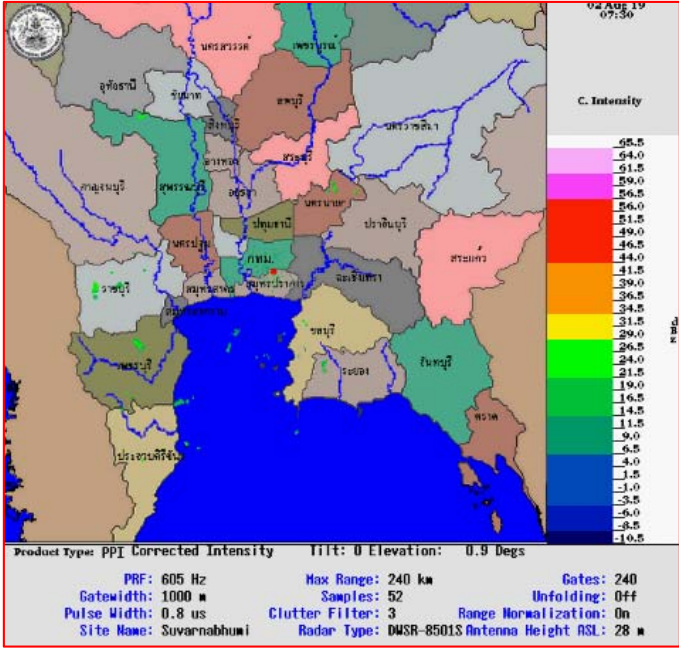 02 Aug 19
07:30
C. Intensity
นครสวรรค์
เพชรบูรณ์
อุทัยธานี
ชัยนาท
ลพบุรี
สิงห์บุรี
นครราชสีมา
อ่างทอง
สระบุรี
กาญจนบุรี
สุพรรณบุรี
อยุธยา
นครนายก
ปราจีนบุรี
ปทุมธานี
นครปฐม
กทม.
สระแก้ว
ฉะเชิงเทรา
ราชบุรี
สมุทรสาคร
สมุทรปราการ
สมุทรสงคราม
ชลบุรี
เพชรบุรี
ระยอง
จันทบุรี
ตราด
ประจวบคีรีขันธ์
65.5
64.0
61.5
59.0
56.5
56.0
51.5
49.0
46.5
44.0
41.5
39.0
36.5
34.0
31.5
29.0
26.5
24.0
21.5
19.0
16.5
14.5
11.5
9.0
6.5
4.0
1.5
-1.0
-3.5
-6.0
-8.5
-10.5
Product Type: PPI Corrected Intensity Tilt: 0 Elevation: 0.9 Degs
PRF: 605 Hz Max Range: 240 km Gates: 240
Gatewidth: 1000 m Samples: 52 Unfolding: Off
Pulse Width: 0.8 us Clutter Filter: 3 Range Normalization: On
Site Name: Suvarnabhumi Radar Type: DWSR-8501S Antenna Height ASL: 28 m